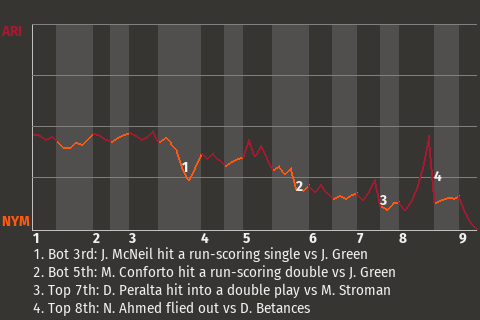 ARI
1
2
3
4
NYM
1 2 3 4 5 6 7 8 9
1. Bot 3rd: J. McNeil hit a run-scoring single vs J. Green
2. Bot 5th: M. Conforto hit a run-scoring double vs J. Green
3. Top 7th: D. Peralta hit into a double play vs M. Stroman
4. Top 8th: N. Ahmed flied out vs D. Betances